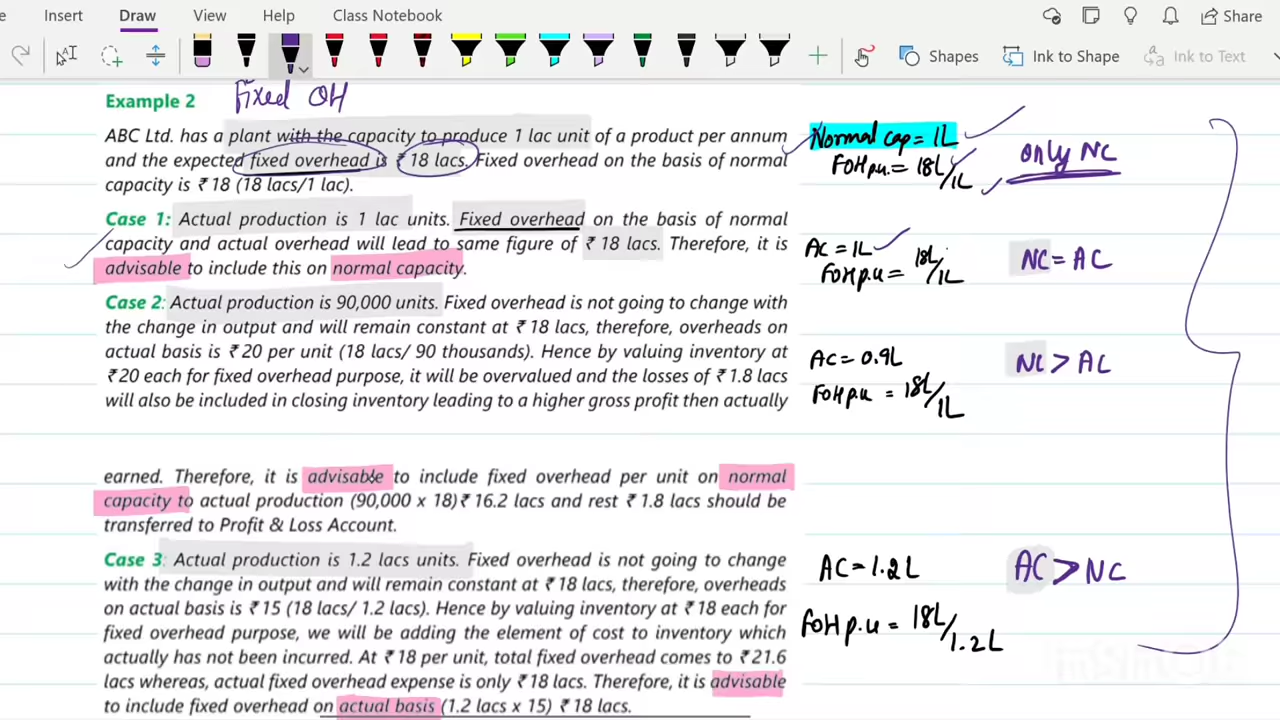 Insert Draw View Help Class Notebook Share
Shapes Ink to Shape Ink to Text
Example 2 Fixed OH
ABC Ltd. has a plant with the capacity to produce 1 lac unit of a product per annum
and the expected fixed overhead is ₹ 18 lacs. Fixed overhead on the basis of normal
capacity is ₹ 18 (18 lacs/1 lac).
Normal cap = 1L
FOH p.u. = 18L/1L
only NC
Case 1: Actual production is 1 lac units. Fixed overhead on the basis of normal
capacity and actual overhead will lead to same figure of ₹ 18 lacs. Therefore, it is
advisable to include this on normal capacity.
AC = 1L
FOH p.u = 18L/1L
NC = AC
Case 2: Actual production is 90,000 units. Fixed overhead is not going to change with
the change in output and will remain constant at ₹ 18 lacs, therefore, overheads on
actual basis is ₹ 20 per unit (18 lacs/ 90 thousands). Hence by valuing inventory at
₹ 20 each for fixed overhead purpose, it will be overvalued and the losses of ₹ 1.8 lacs
will also be included in closing inventory leading to a higher gross profit then actually
AC = 0.9L
FOH p.u = 18L/1L
NC > AC
earned. Therefore, it is advisable to include fixed overhead per unit on normal
capacity to actual production (90,000 x 18) ₹ 16.2 lacs and rest ₹ 1.8 lacs should be
transferred to Profit & Loss Account.
Case 3: Actual production is 1.2 lacs units. Fixed overhead is not going to change
with the change in output and will remain constant at ₹ 18 lacs, therefore, overheads
on actual basis is ₹ 15 (18 lacs/ 1.2 lacs). Hence by valuing inventory at ₹ 18 each for
fixed overhead purpose, we will be adding the element of cost to inventory which
actually has not been incurred. At ₹ 18 per unit, total fixed overhead comes to ₹ 21.6
lacs whereas, actual fixed overhead expense is only ₹ 18 lacs. Therefore, it is advisable
to include fixed overhead on actual basis (1.2 lacs x 15) ₹ 18 lacs.
AC = 1.2L
FOH p.u = 18L/1.2L
AC > NC